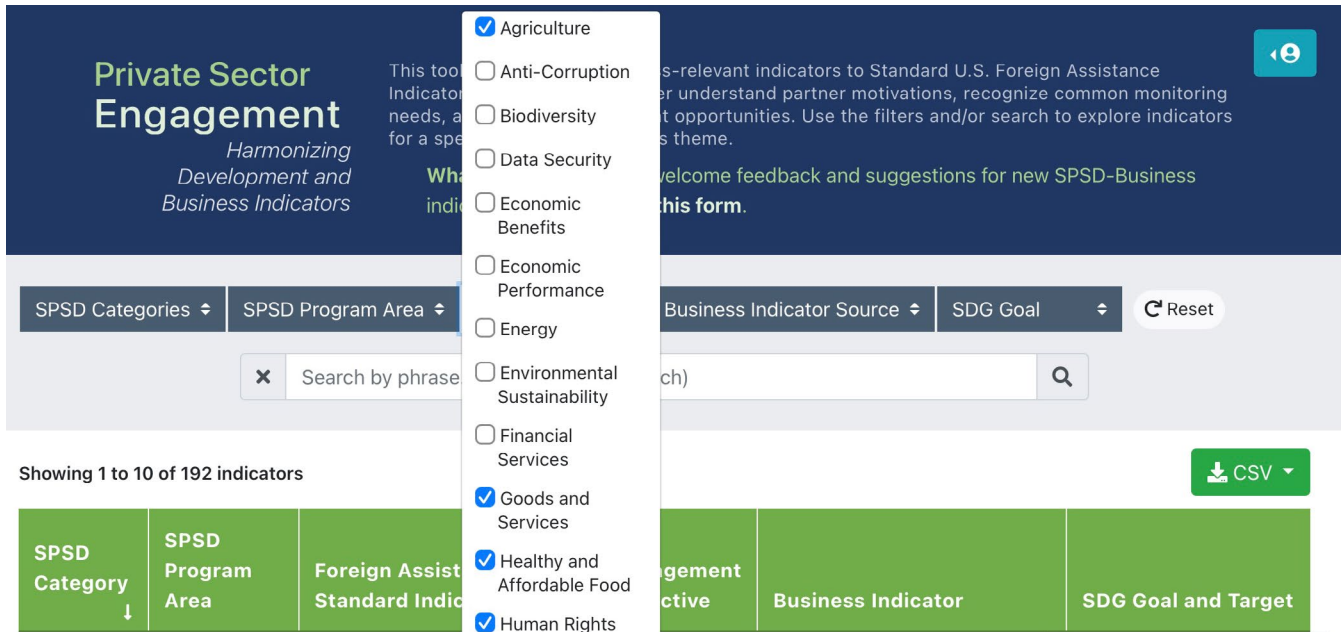 Private Sector
Engagement
Harmonizing
Development and
Business Indicators
This tool s-relevant indicators to Standard U.S. Foreign Assistance
Indicator er understand partner motivations, recognize common monitoring
needs, a t opportunities. Use the filters and/or search to explore indicators
for a spe s theme.
Wha velcome feedback and suggestions for new SPSD-Business
indic this form.
Agriculture
Anti-Corruption
Biodiversity
Data Security
Economic
Benefits
Economic
Performance
Energy
Environmental
Sustainability
Financial
Services
Goods and
Services
Healthy and
Affordable Food
Human Rights
SPSD Categories
SPSD Program Area
Business Indicator Source
SDG Goal
Reset
Search by phrase. ch)
Showing 1 to 10 of 192 indicators
CSV
SPSD
Category
SPSD
Program
Area
Foreign Assist
Standard Indic
gement
ctive
Business Indicator
SDG Goal and Target